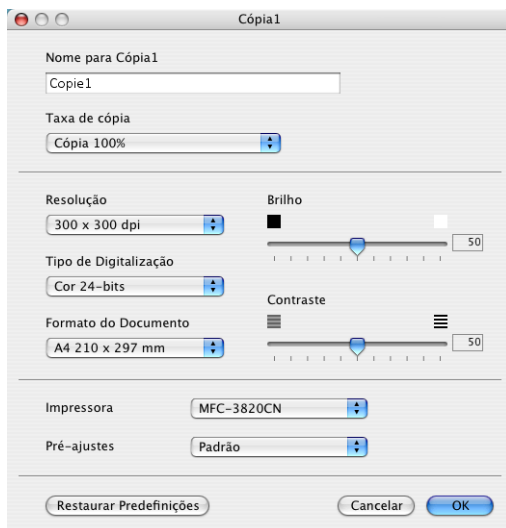 Cópia1
Nome para Cópia1
Copie1
Taxa de cópia
Cópia 100%
Resolução
300 x 300 dpi
Tipo de Digitalização
Cor 24-bits
Formato do Documento
A4 210 x 297 mm
Brilho
50
Contraste
50
Impressora
MFC-3820CN
Pré-ajustes
Padrão
Restaurar Predefinições
Cancelar
OK